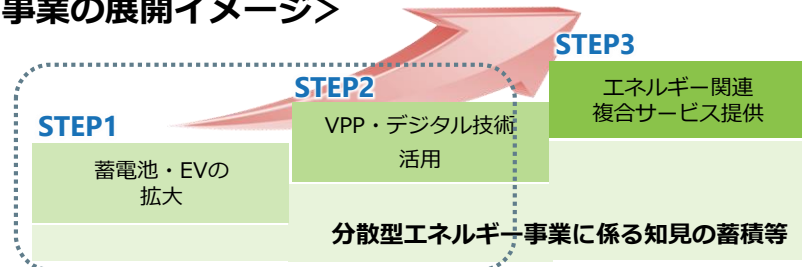 事業の展開イメージ＞
STEP3
エネルギー関連
複合サービス提供
STEP2
VPP・デジタル技術
活用
STEP1
蓄電池・EVの
拡大
分散型エネルギー事業に係る知見の蓄積等